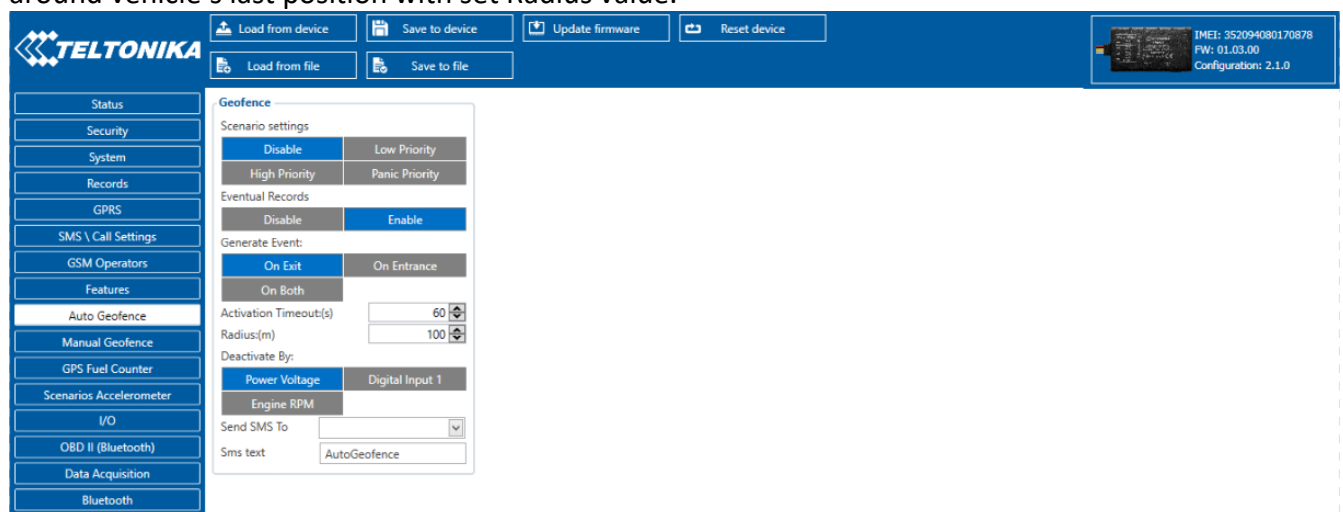 around vehicle's last position with set Radius value.
TELTONIKA
Load from device
Save to device
Update firmware
Reset device
Load from file
Save to file
IMEI: 352094080170878
FW: 01.03.00
Configuration: 2.1.0
Status
Security
System
Records
GPRS
SMS \ Call Settings
GSM Operators
Features
Auto Geofence
Manual Geofence
GPS Fuel Counter
Scenarios Accelerometer
I/O
OBD II (Bluetooth)
Data Acquisition
Bluetooth
Geofence
Scenario settings
Disable Low Priority
High Priority Panic Priority
Eventual Records
Disable Enable
Generate Event:
On Exit On Entrance
On Both
Activation Timeout:(s) 60
Radius:(m) 100
Deactivate By:
Power Voltage Digital Input 1
Engine RPM
Send SMS To
Sms text AutoGeofence